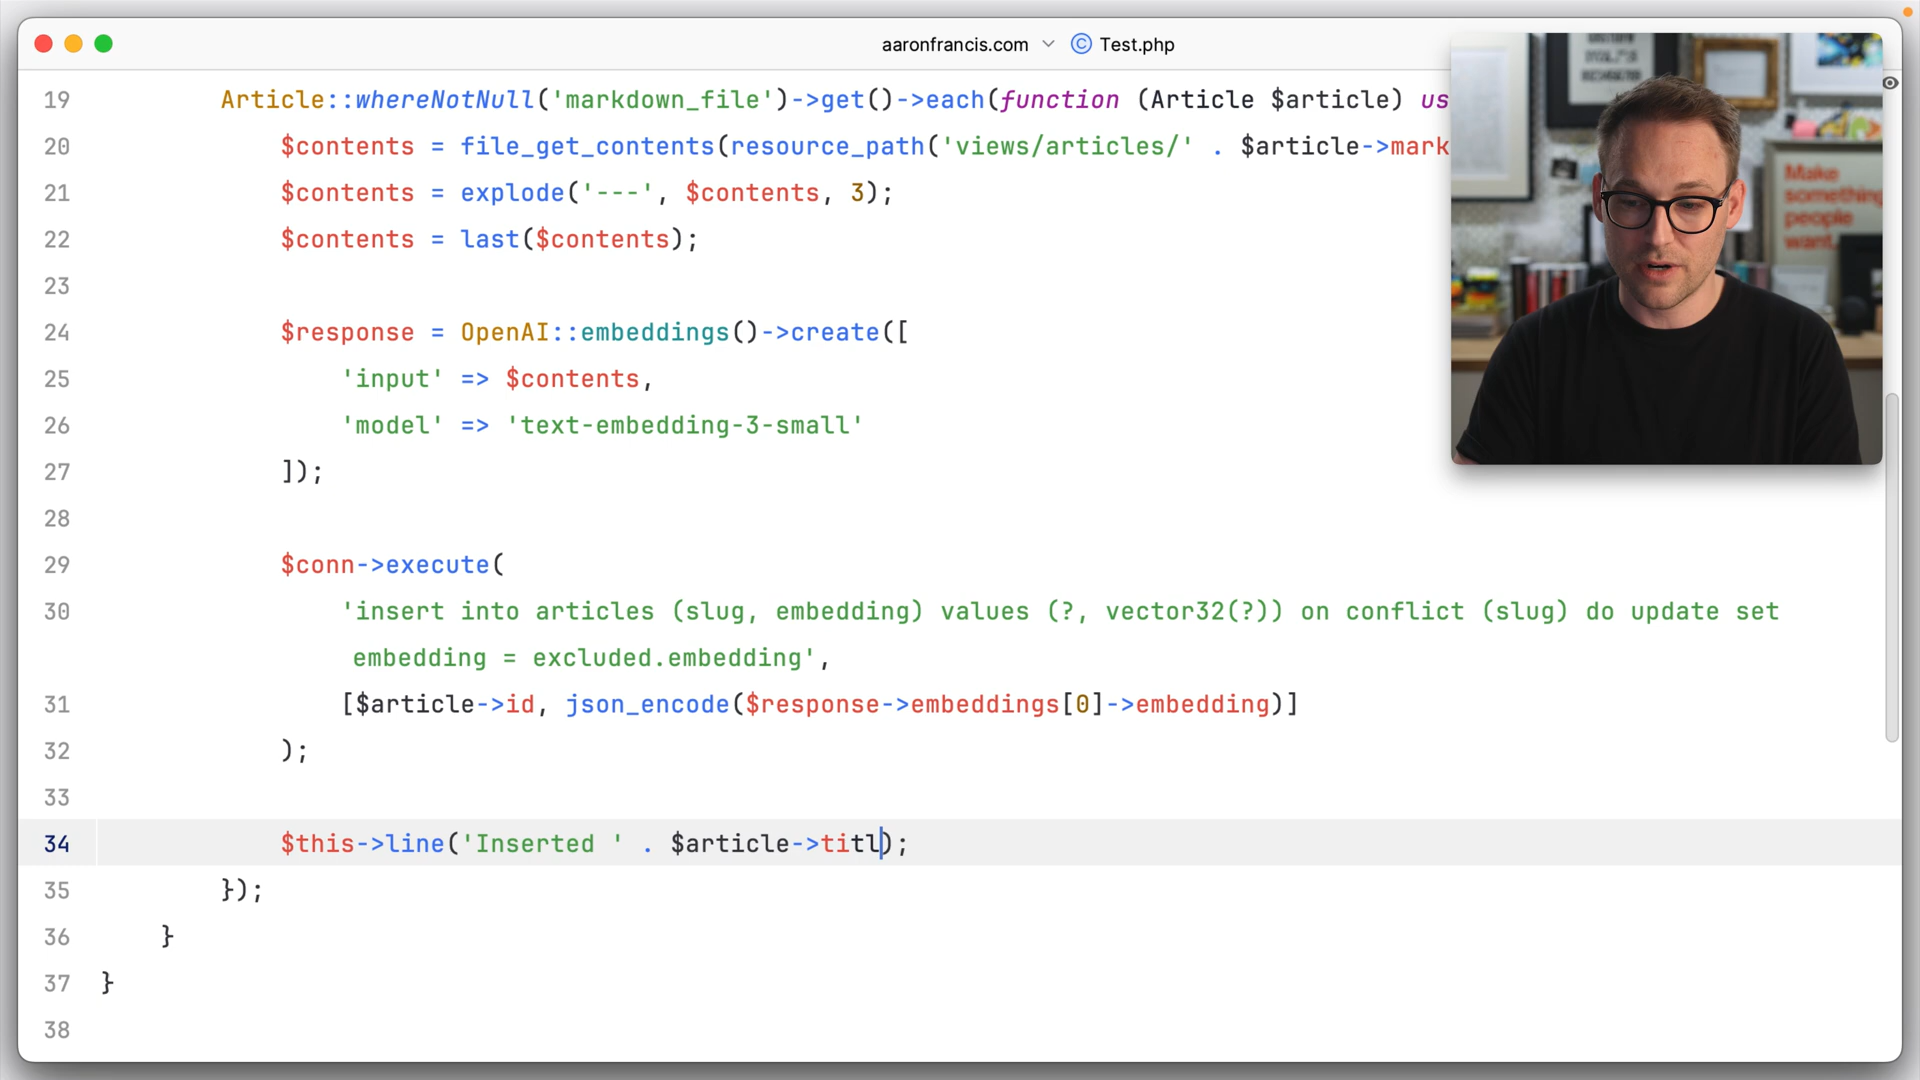 aaronfrancis.com Test.php
19 Article::whereNotNull('markdown_file')->get()->each(function (Article $article) us
20 $contents = file_get_contents(resource_path('views/articles/' . $article->mark
21 $contents = explode('---', $contents, 3);
22 $contents = last($contents);
23
24 $response = OpenAI::embeddings()->create([
25 'input' => $contents,
26 'model' => 'text-embedding-3-small'
27 ]);
28
29 $conn->execute(
30 'insert into articles (slug, embedding) values (?, vector32(?)) on conflict (slug) do update set
embedding = excluded.embedding',
31 [$article->id, json_encode($response->embeddings[0]->embedding)]
32 );
33
34 $this->line('Inserted ' . $article->titl);
35 });
36 }
37 }
38
Make
something
people
want.